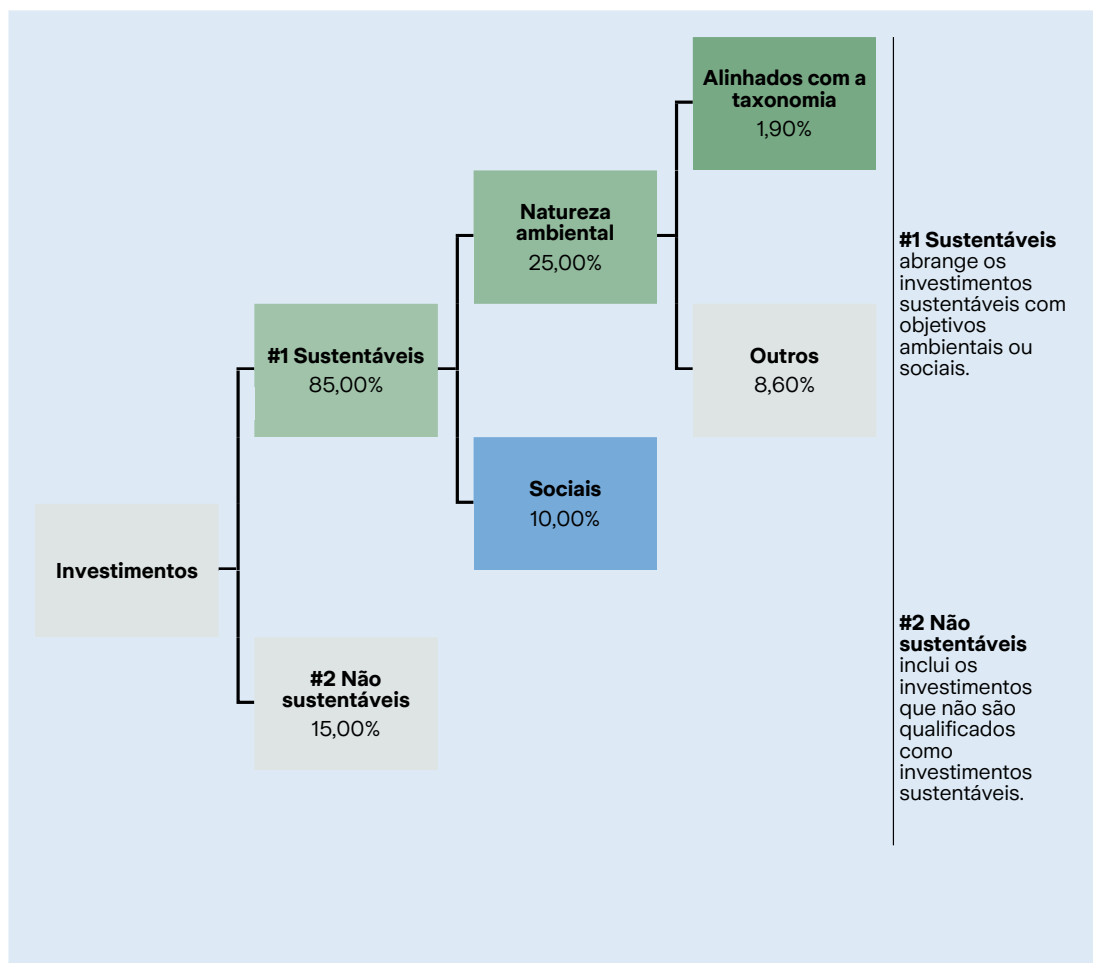 Alinhados com a
taxonomia
1,90%
Natureza
ambiental
25,00%
#1 Sustentáveis
85,00%
Outros
8,60%
Sociais
10,00%
Investimentos
#2 Não
sustentáveis
15,00%
#1 Sustentáveis
abrange os
investimentos
sustentáveis com
objetivos
ambientais ou
sociais.
#2 Não
sustentáveis
inclui os
investimentos
que não são
qualificados
como
investimentos
sustentáveis.